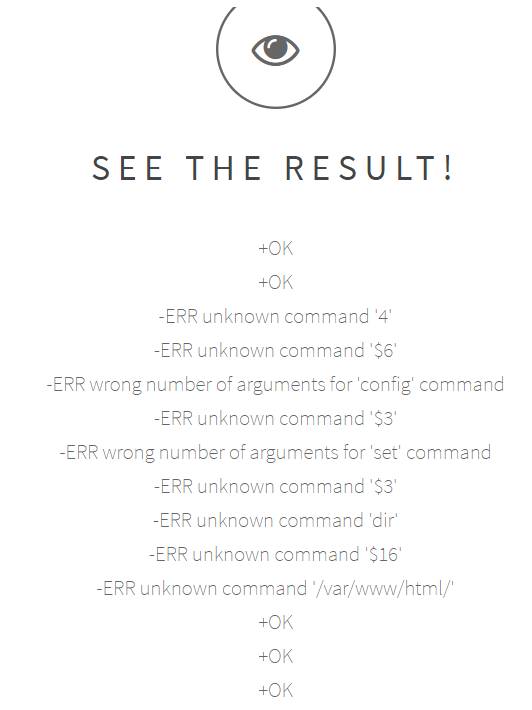 SEE THE RESULT!
+OK
+OK
-ERR unknown command '4'
-ERR unknown command '$6'
-ERR wrong number of arguments for 'config' command
-ERR unknown command '$3'
-ERR wrong number of arguments for 'set' command
-ERR unknown command '$3'
-ERR unknown command 'dir'
-ERR unknown command '$16'
-ERR unknown command '/var/www/html/'
+OK
+OK
+OK